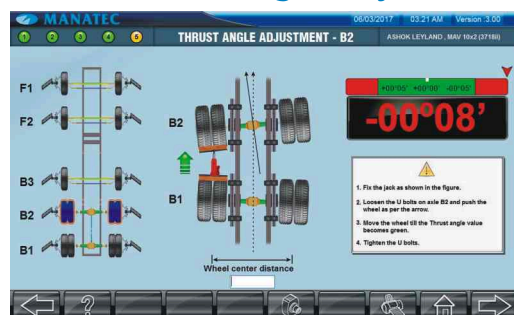 MANATEC
06/03/2017 03:21 AM Version :3.00
1 2 3 4 5
THRUST ANGLE ADJUSTMENT - B2
ASHOK LEYLAND , MAV 10x2 (3718il)
F1
F2
B3
B2
B1
B2
B1
Wheel center distance
+00°05' +00°00' -00°05'
-00º08'
1. Fix the jack as shown in the figure.
2. Loosen the U bolts on axle B2 and push the
wheel as per the arrow.
3. Move the wheel till the Thrust angle value
becomes green.
4. Tighten the U bolts.